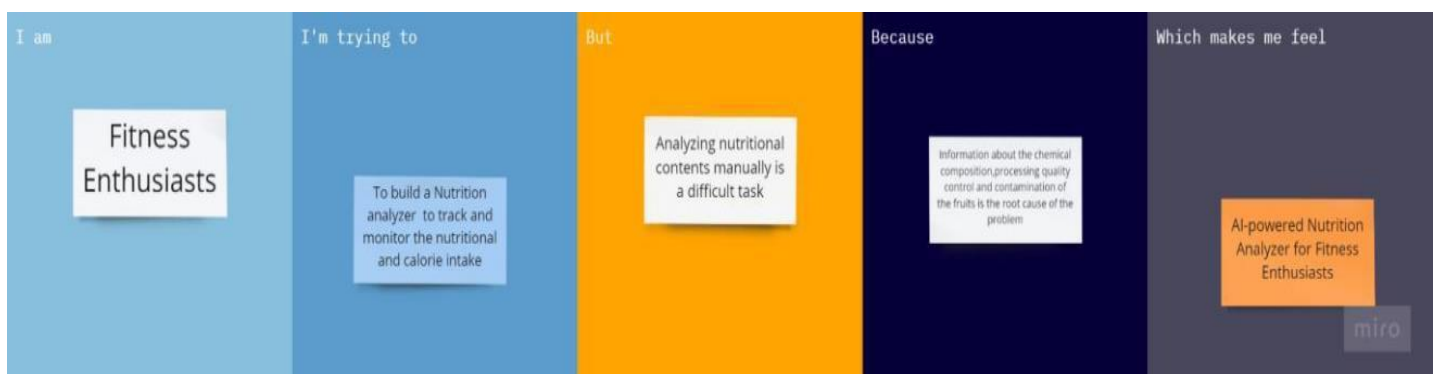 I am
Fitness
Enthusiasts
I'm trying to
To build a Nutrition
analyzer to track and
monitor the nutritional
and calorie intake
But
Analyzing nutritional
contents manually is
a difficult task
Because
Information about the chemical
composition,processing quality
control and contamination of
the fruits is the root cause of the
problem
Which makes me feel
AI-powered Nutrition
Analyzer for Fitness
Enthusiasts
miro